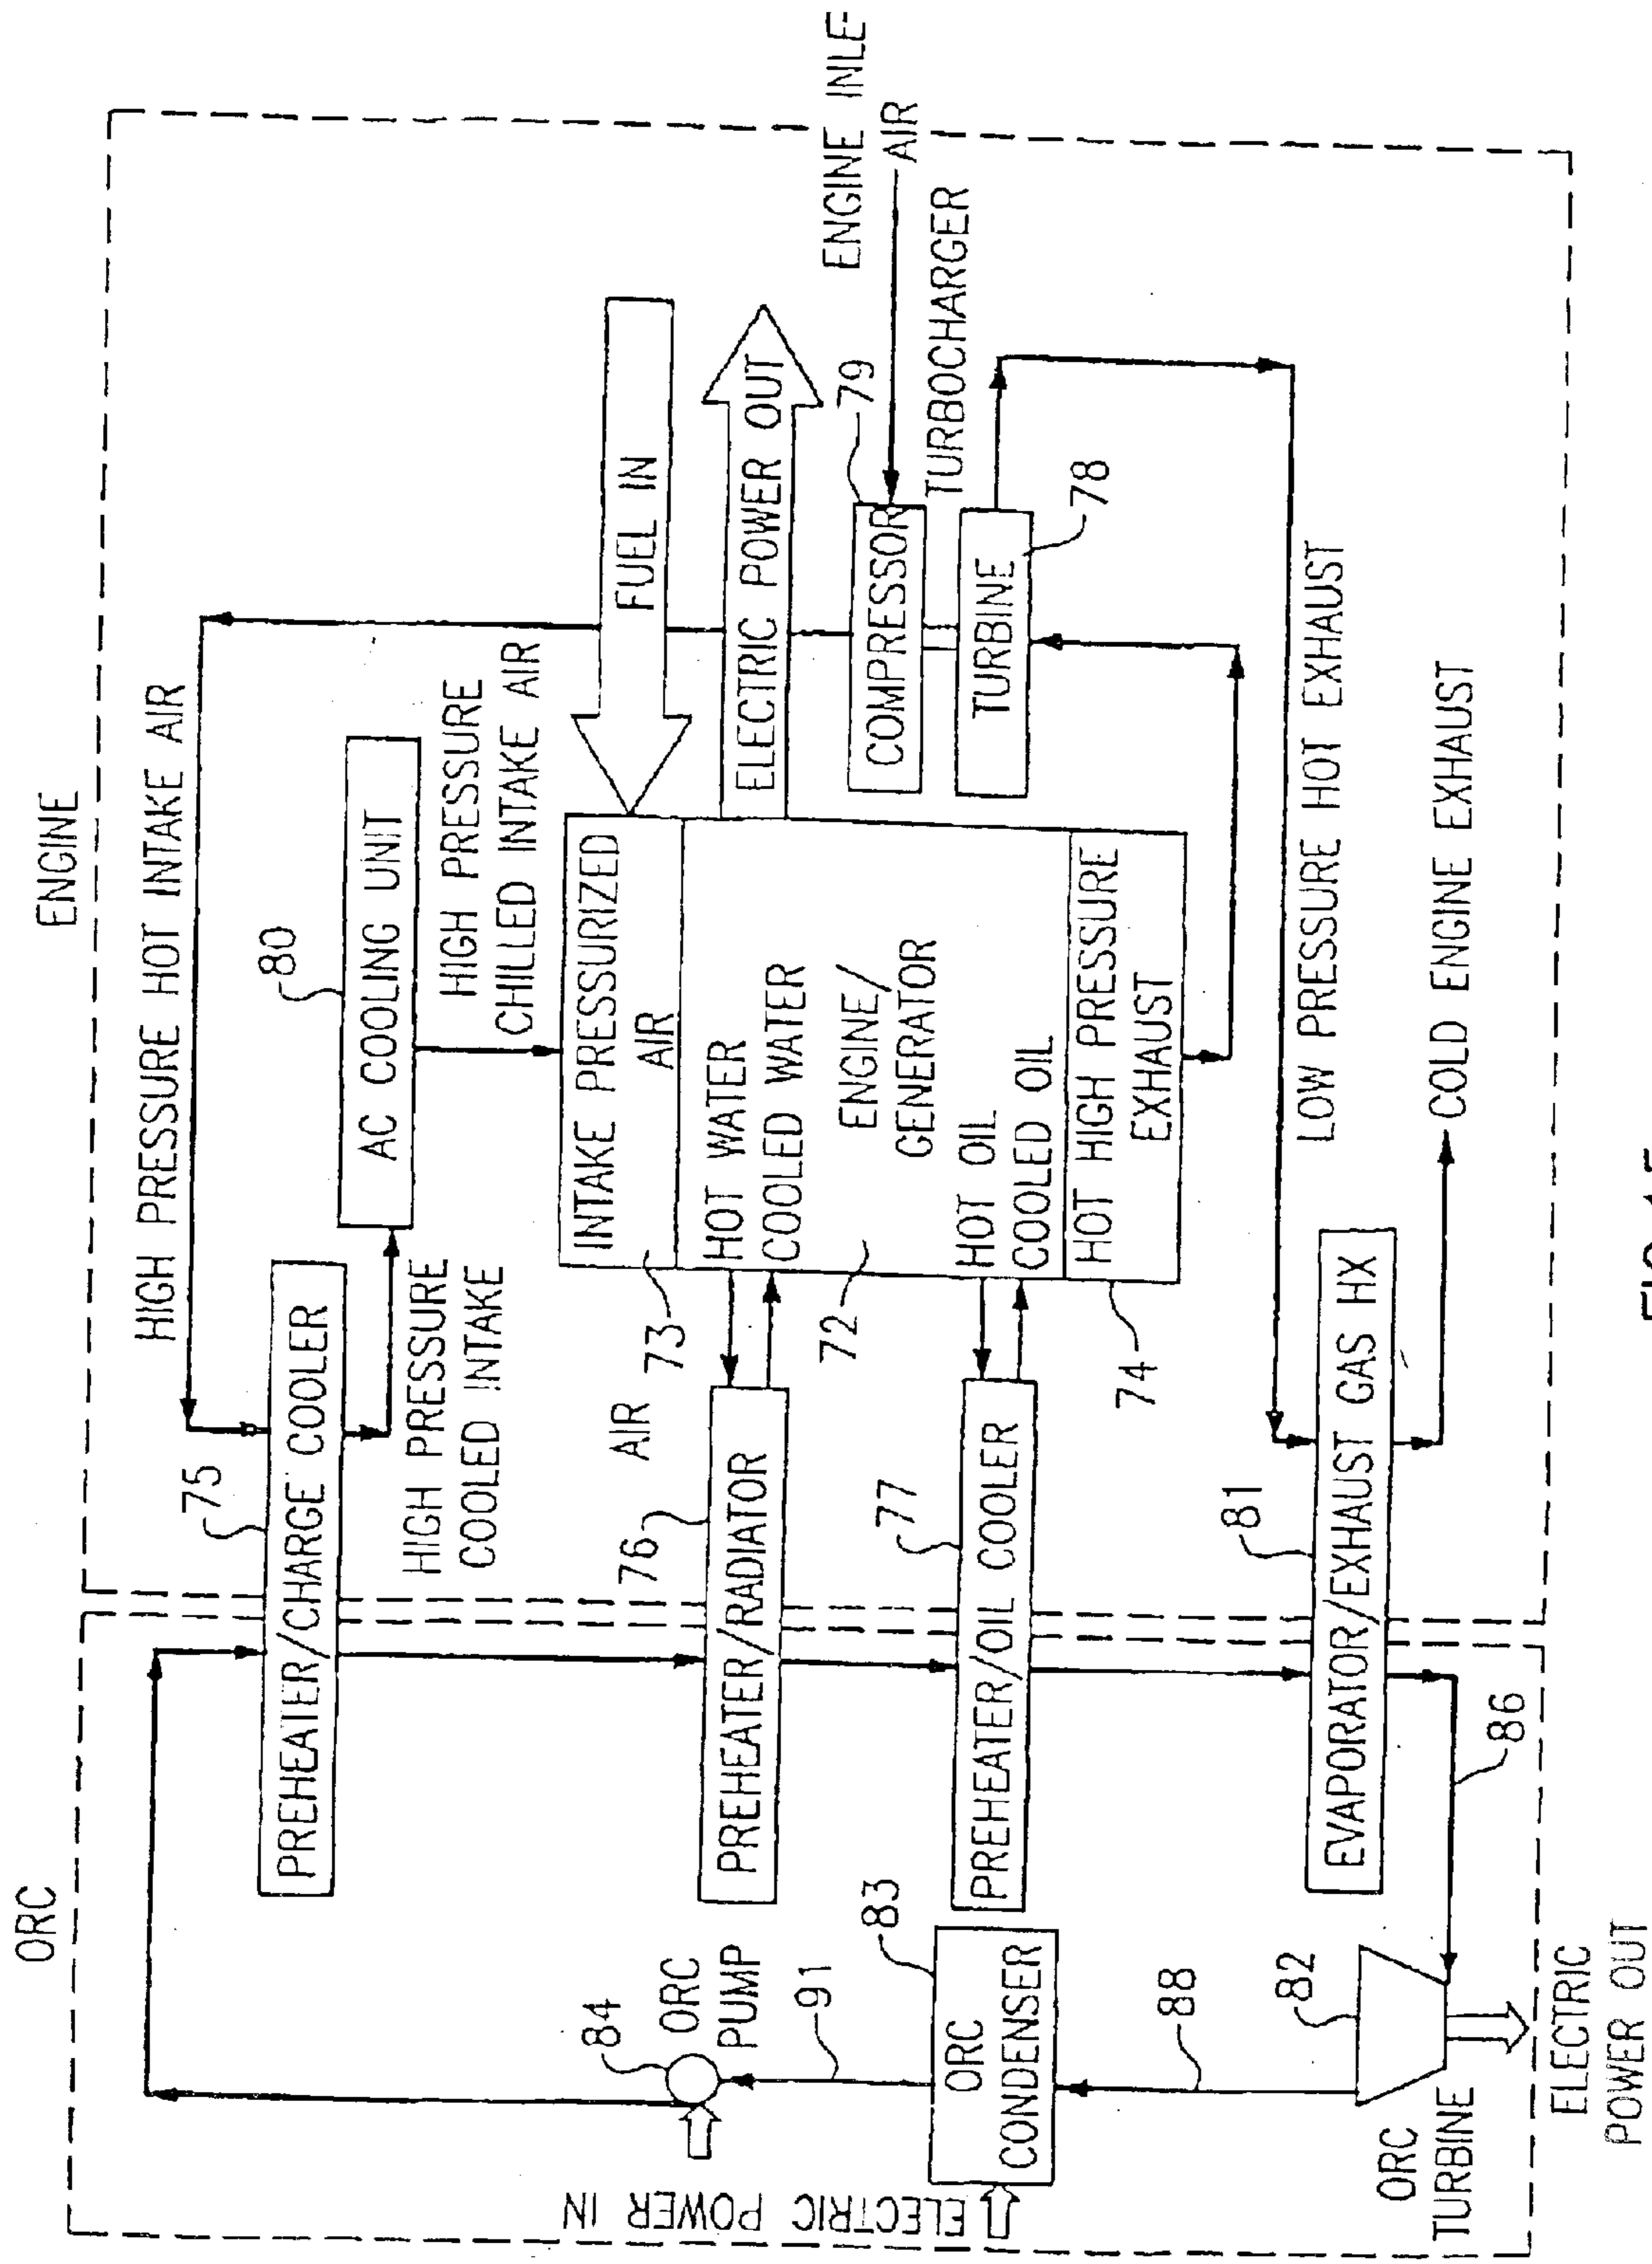 ORC
ENGINE
HIGH PRESSURE HOT INTAKE AIR
75
PREHEATER/CHARGE COOLER
80
AC COOLING UNIT
HIGH PRESSURE
COOLED INTAKE
AIR
HIGH PRESSURE
CHILLED INTAKE AIR
FUEL IN
ELECTRIC POWER OUT
INTAKE PRESSURIZED
AIR
73
HOT WATER
COOLED WATER
ENGINE/
GENERATOR
72
HOT OIL
COOLED OIL
HOT HIGH PRESSURE
EXHAUST
74
76
PREHEATER/RADIATOR
77
PREHEATER/OIL COOLER
ENGINE
AIR
79
COMPRESSOR
TURBOCHARGER
TURBINE
78
LOW PRESSURE HOT EXHAUST
81
EVAPORATOR/EXHAUST GAS HX
COLD ENGINE EXHAUST
84
ORC
PUMP
91
83
ORC
CONDENSER
ELECTRIC POWER IN
88
82
86
ORC
TURBINE
ELECTRIC
POWER OUT